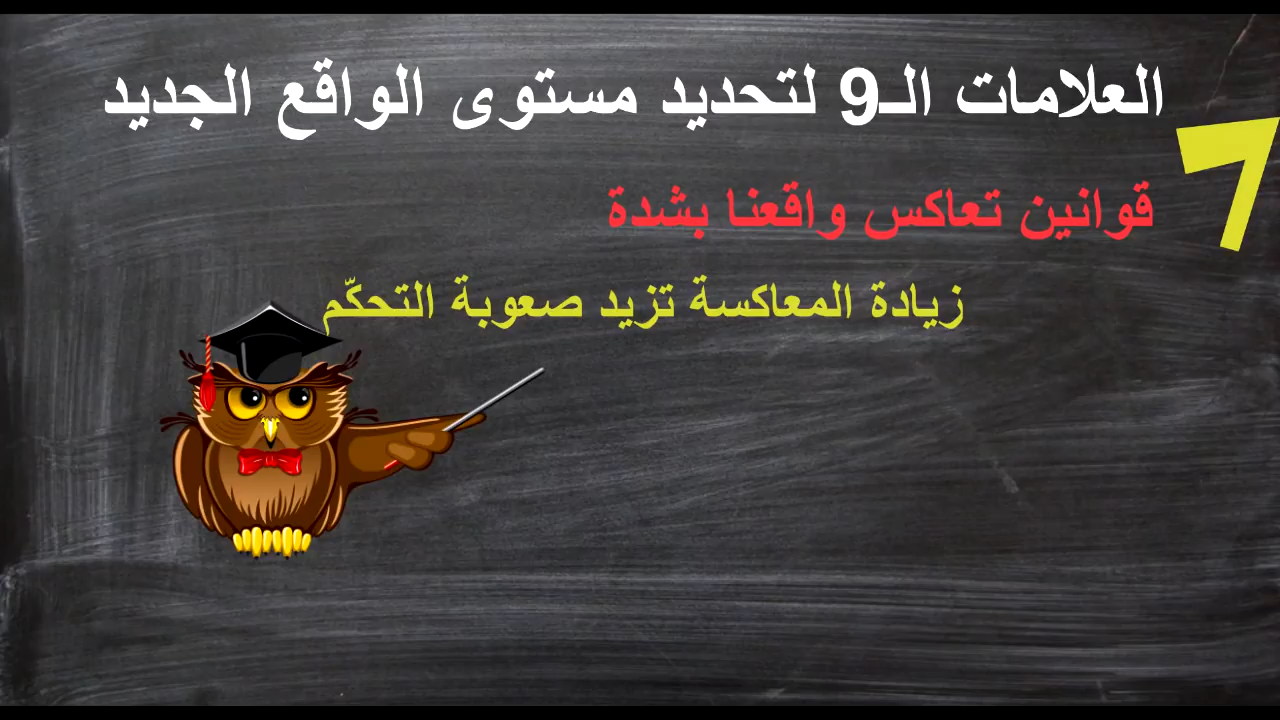 العلامات الـ9 لتحديد مستوى الواقع الجديد
7
قوانين تعاكس واقعنا بشدة
زيادة المعاكسة تزيد صعوبة التحكّم